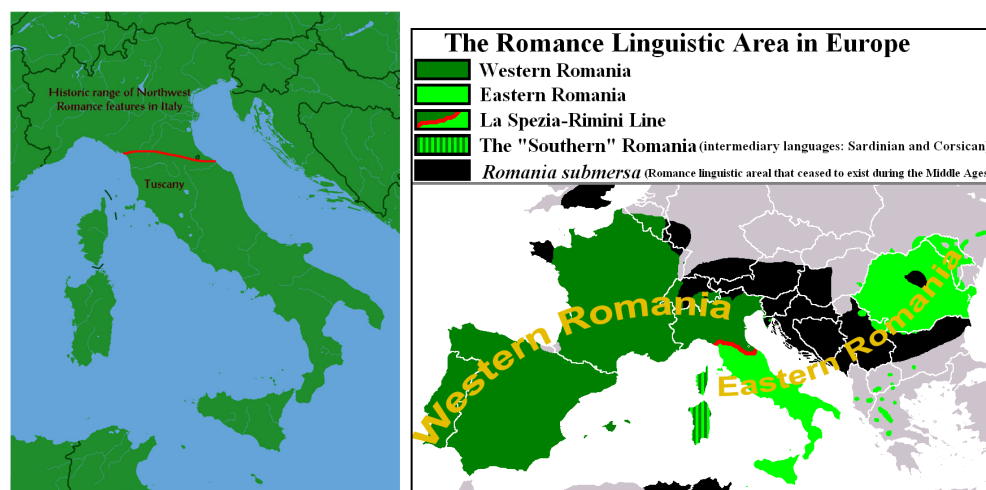 Historic range of Northwest
Romance features in Italy
Tuscany
The Romance Linguistic Area in Europe
Western Romania
Eastern Romania
La Spezia-Rimini Line
The "Southern" Romania (intermediary languages: Sardinian and Corsican)
Romania submersa (Romance linguistic areal that ceased to exist during the Middle Ages
Western Romania
Eastern Romania